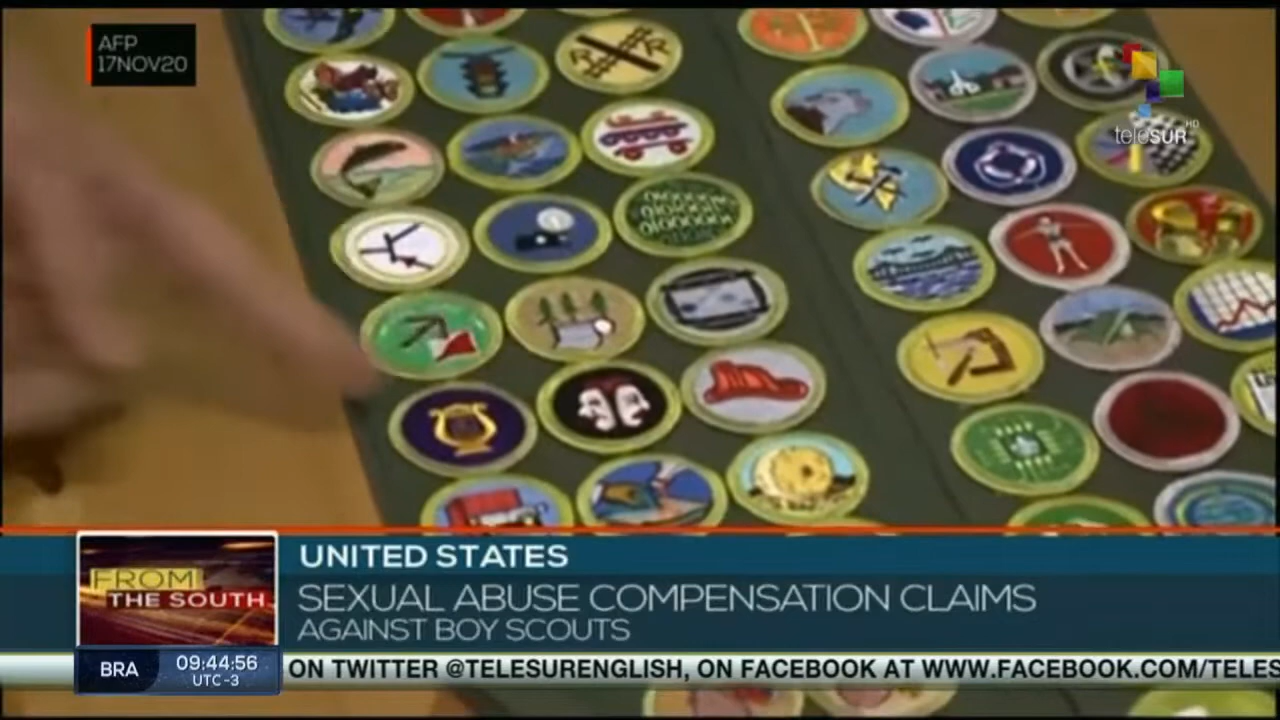 AFP
17NOV20
teleSUR HD
R R
FROM
THE SOUTH
UNITED STATES
SEXUAL ABUSE COMPENSATION CLAIMS
AGAINST BOY SCOUTS
BRA 09:44:56
UTC -3
ON TWITTER @TELESURENGLISH, ON FACEBOOK AT WWW.FACEBOOK.COM/TELES